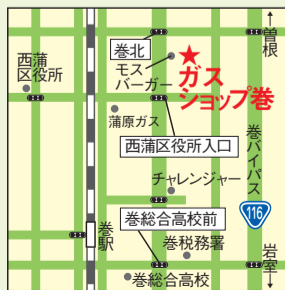 曽根
巻北
モス
バーガー
ガス
ショップ巻
西蒲
区役所
蒲原ガス
西蒲区役所入口
巻バイパス
チャレンジャー
116
巻総合高校前
巻駅
巻税務署
岩室
巻総合高校